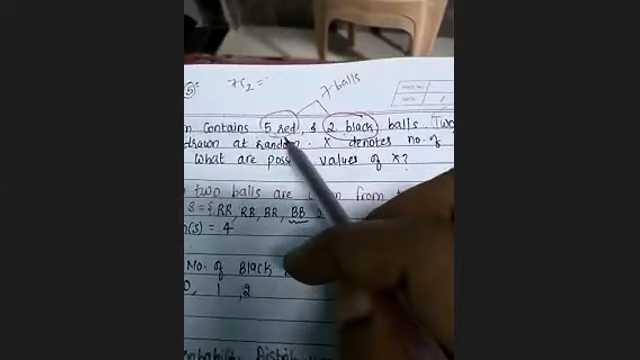 5: 7C2 = 7 balls
contains 5 red, & 2 black balls. Two
drawn at random. X denotes no. of
What are values of X?
two balls are from
S = {RR, RB, BR, BB
n(s) = 4
No. of Black
0, 1, 2